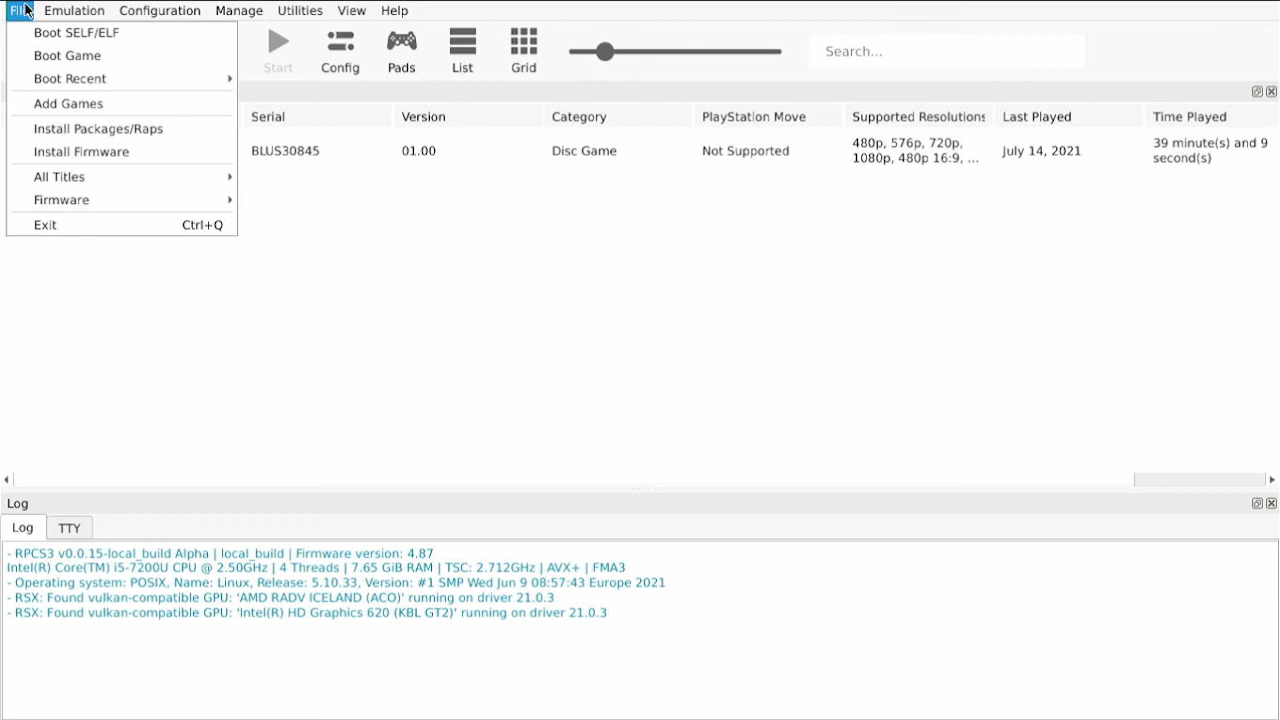 File Emulation Configuration Manage Utilities View Help
Boot SELF/ELF
Boot Game
Boot Recent
Add Games
Install Packages/Raps
Install Firmware
All Titles
Firmware
Exit Ctrl+Q
Start Config Pads List Grid
Search...
Serial Version Category PlayStation Move Supported Resolutions Last Played Time Played
BLUS30845 01.00 Disc Game Not Supported 480p, 576p, 720p, 1080p, 480p 16:9, ... July 14, 2021 39 minute(s) and 9 second(s)
Log
Log TTY
- RPCS3 v0.0.15-local_build Alpha | local_build | Firmware version: 4.87
Intel(R) Core(TM) i5-7200U CPU @ 2.50GHz | 4 Threads | 7.65 GiB RAM | TSC: 2.712GHz | AVX+ | FMA3
- Operating system: POSIX, Name: Linux, Release: 5.10.33, Version: #1 SMP Wed Jun 9 08:57:43 Europe 2021
- RSX: Found vulkan-compatible GPU: 'AMD RADV ICELAND (ACO)' running on driver 21.0.3
- RSX: Found vulkan-compatible GPU: 'Intel(R) HD Graphics 620 (KBL GT2)' running on driver 21.0.3